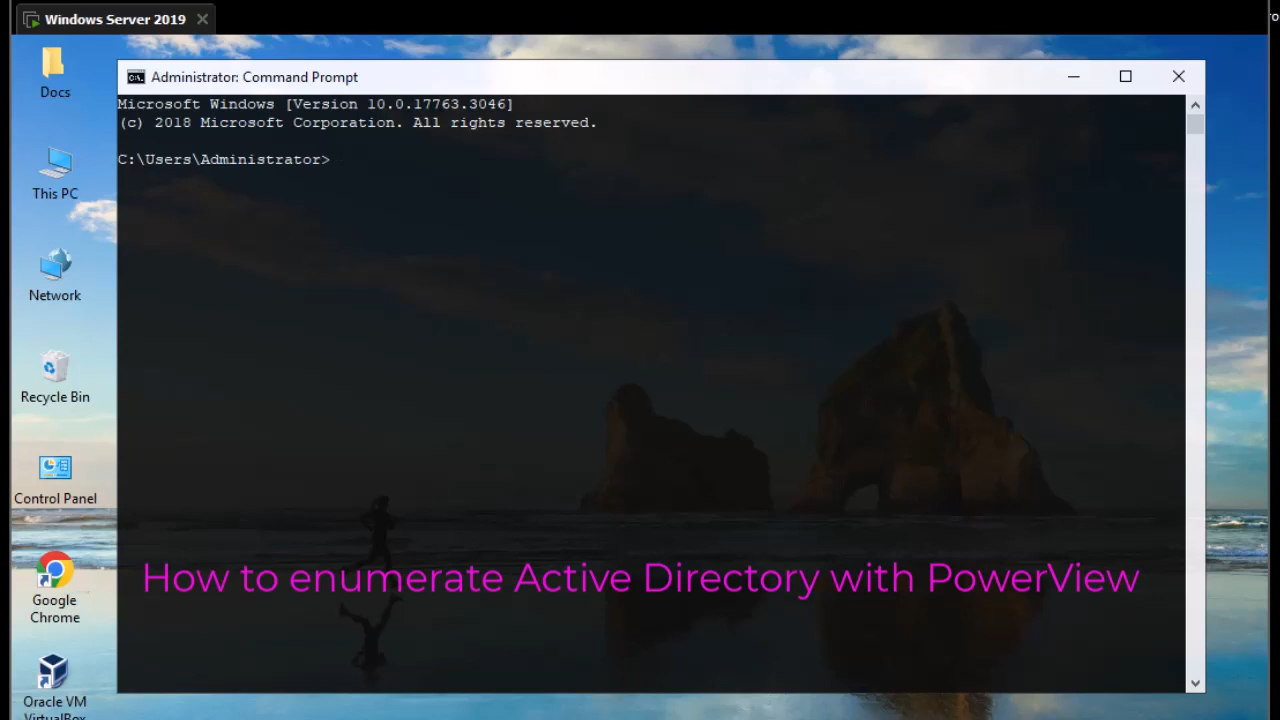 Windows Server 2019
Docs
This PC
Network
Recycle Bin
Control Panel
Google
Chrome
Oracle VM
VirtualBox
Administrator: Command Prompt
Microsoft Windows [Version 10.0.17763.3046]
(c) 2018 Microsoft Corporation. All rights reserved.
C:\Users\Administrator>
How to enumerate Active Directory with PowerView